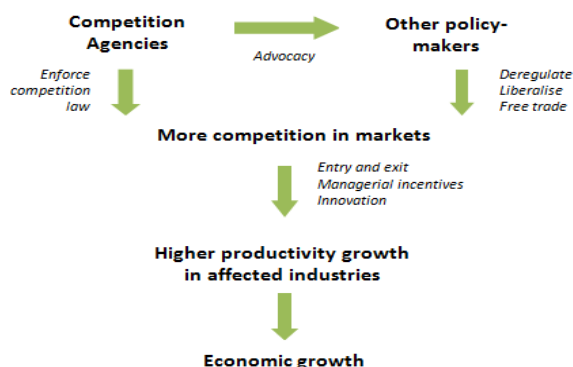 Competition
Agencies
Advocacy
Other policy-
makers
Enforce
competition
law
Deregulate
Liberalise
Free trade
More competition in markets
Entry and exit
Managerial incentives
Innovation
Higher productivity growth
in affected industries
Economic growth